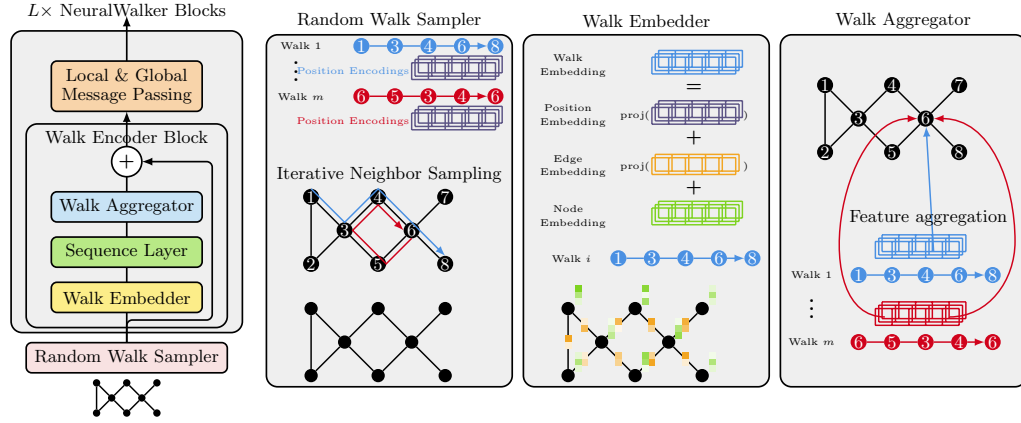 L× NeuralWalker Blocks
Local & Global
Message Passing
Walk Encoder Block
+
Walk Aggregator
Sequence Layer
Walk Embedder
Random Walk Sampler
Random Walk Sampler
Walk 1
1 3 4 6 8
⋮
Position Encodings
Walk m
6 5 3 4 6
Position Encodings
Iterative Neighbor Sampling
1 4 7
3 6
2 5 8
Walk Embedder
Walk
Embedding
=
Position
Embedding
proj( )
+
Edge
Embedding
proj( )
+
Node
Embedding
Walk i
1 3 4 6 8
Walk Aggregator
1 4 7
3 6
2 5 8
Feature aggregation
Walk 1
1 3 4 6 8
⋮
Walk m
6 5 3 4 6